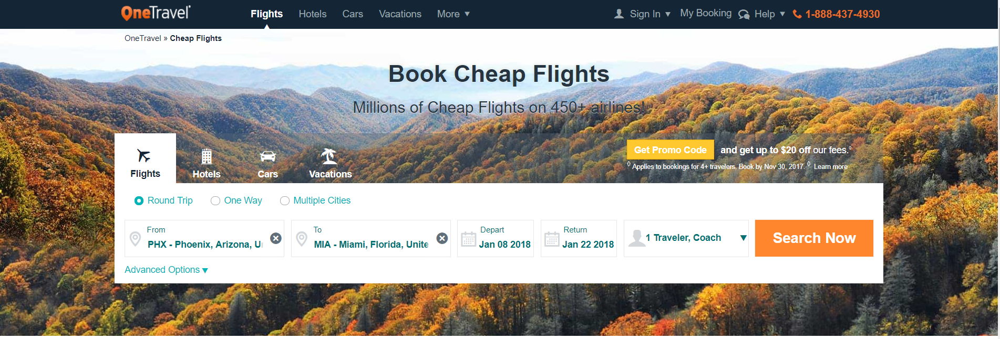 OneTravel
Flights Hotels Cars Vacations More
Sign In My Booking Help 1-888-437-4930
OneTravel » Cheap Flights
Book Cheap Flights
Millions of Cheap Flights on 450+ airlines!
Get Promo Code and get up to $20 off our fees.◊
◊ Applies to bookings for 4+ travelers. Book by Nov 30, 2017. ◊ Learn more
Flights Hotels Cars Vacations
Round Trip One Way Multiple Cities
From To Depart Return
PHX - Phoenix, Arizona, U MIA - Miami, Florida, Unite Jan 08 2018 Jan 22 2018 1 Traveler, Coach Search Now
Advanced Options